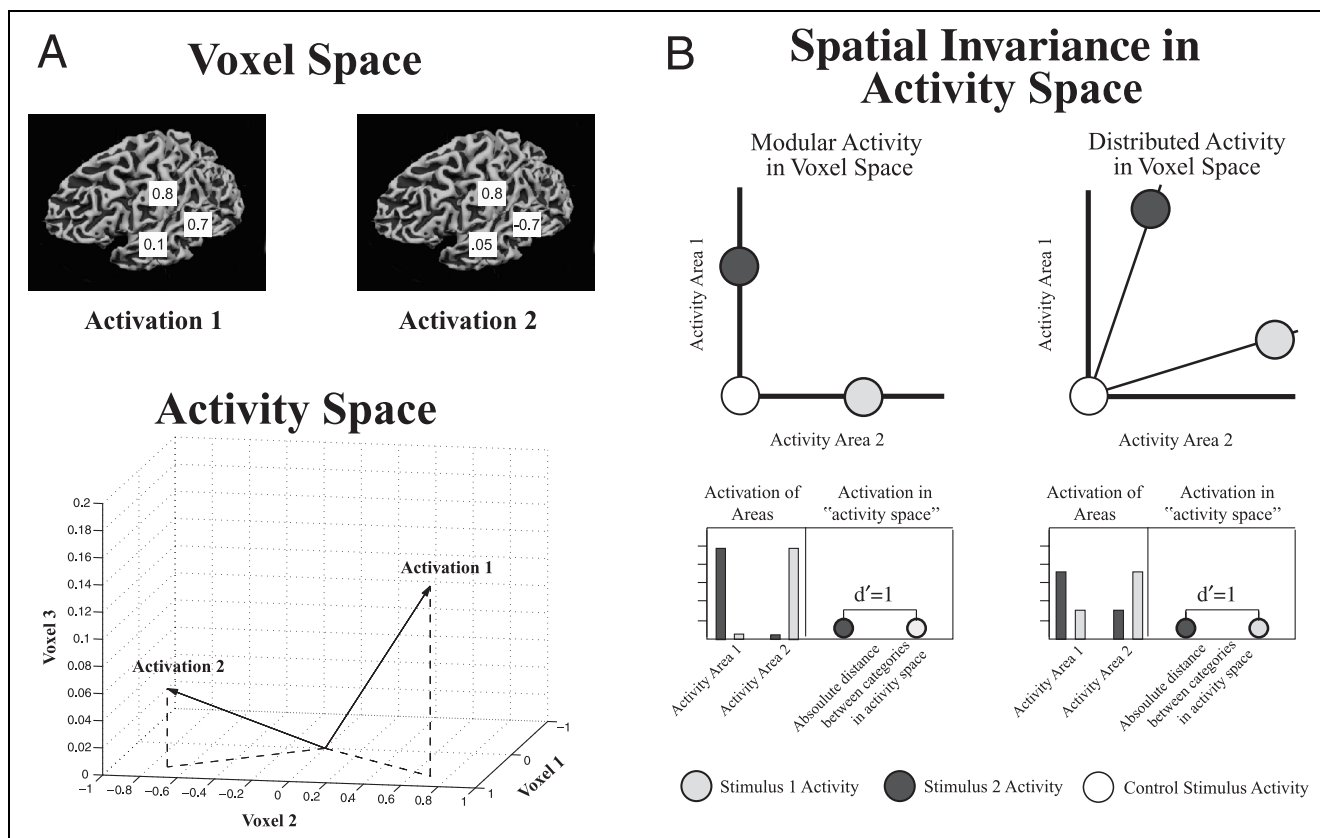 A
Voxel Space
0.8
0.7
0.1
0.8
-0.7
.05
Activation 1
Activation 2
Activity Space
0.2
0.18
0.16
0.14
0.12
0.1
0.08
0.06
0.04
0.02
0
Voxel 3
Activation 1
Activation 2
−1
−0.8
−0.6
−0.4
−0.2
0
0.2
0.4
0.6
0.8
1
Voxel 2
1
0
−1
Voxel 1
B
Spatial Invariance in
Activity Space
Modular Activity
in Voxel Space
Activity Area 1
Activity Area 2
Distributed Activity
in Voxel Space
Activity Area 1
Activity Area 2
Activation of
Areas
Activation in
"activity space"
d′=1
Activity Area 1
Activity Area 2
Absolute distance
between categories
in activity space
Activation of
Areas
Activation in
"activity space"
d′=1
Activity Area 1
Activity Area 2
Absolute distance
between categories
in activity space
Stimulus 1 Activity
Stimulus 2 Activity
Control Stimulus Activity